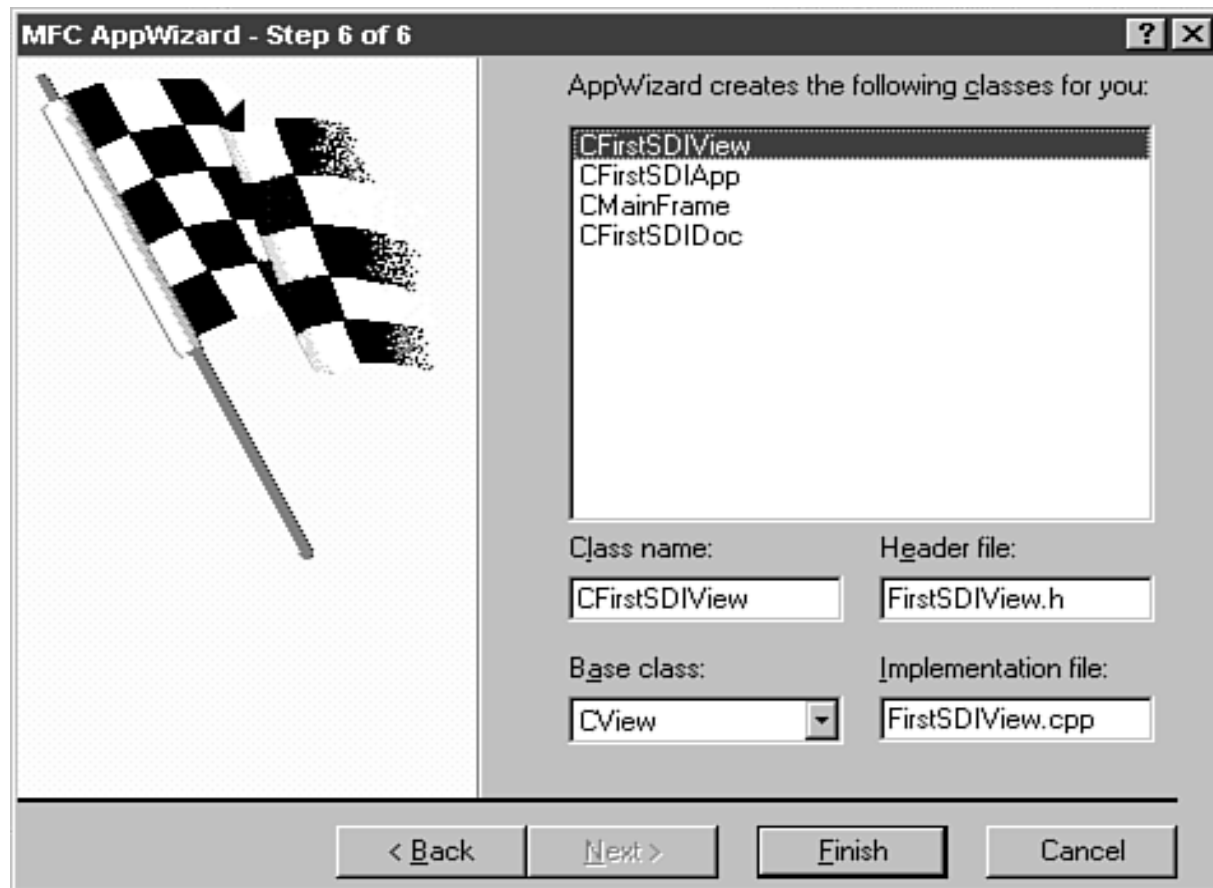 MFC AppWizard - Step 6 of 6
AppWizard creates the following classes for you:
CFirstSDIView
CFirstSDIApp
CMainFrame
CFirstSDIDoc
Class name:
Header file:
CFirstSDIView
FirstSDIView.h
Base class:
Implementation file:
CView
FirstSDIView.cpp
< Back
Next >
Finish
Cancel